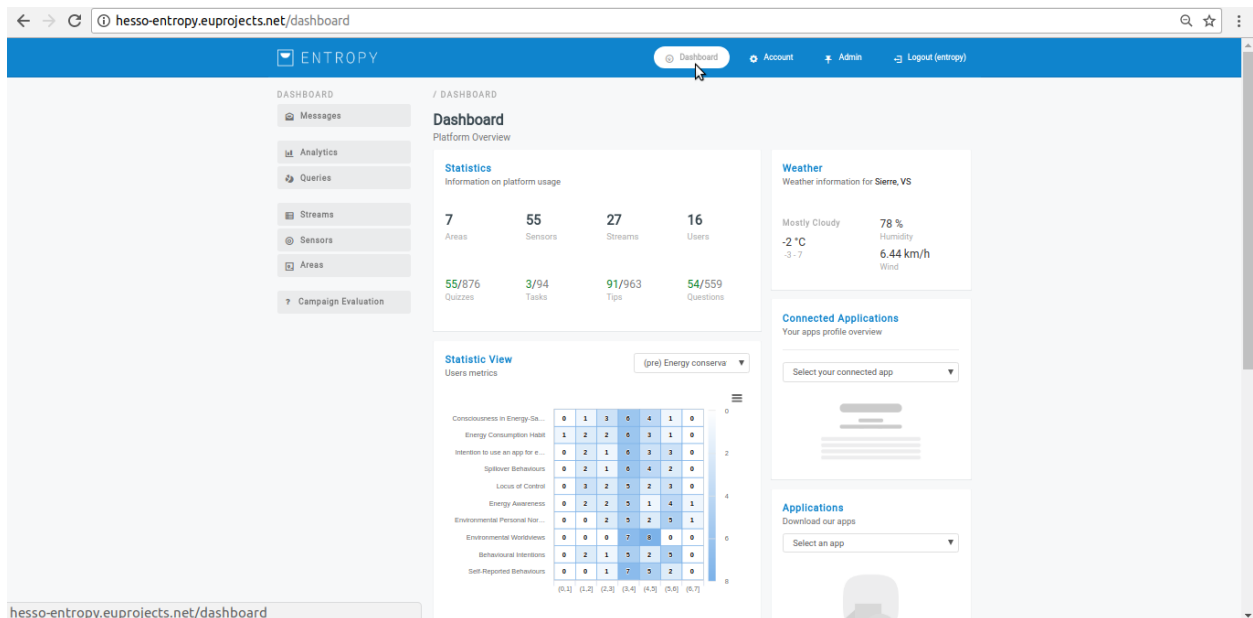 hesso-entropy.euprojects.net/dashboard
ENTROPY
Dashboard
Account
Admin
Logout (entropy)
DASHBOARD
Messages
Analytics
Queries
Streams
Sensors
Areas
? Campaign Evaluation
/ DASHBOARD
Dashboard
Platform Overview
Statistics
Information on platform usage
7 55 27 16
Areas Sensors Streams Users
55/876 3/94 91/963 54/559
Quizzes Tasks Tips Questions
Weather
Weather information for Sierre, VS
Mostly Cloudy 78 %
Humidity
-2 °C
-3 - 7
6.44 km/h
Wind
Connected Applications
Your apps profile overview
Select your connected app
Applications
Download our apps
Select an app
Statistic View
Users metrics
(pre) Energy conserva
Consciousness in Energy-Sa... 0 1 3 6 4 1 0
Energy Consumption Habit 1 2 2 6 3 1 0
Intention to use an app for e... 0 2 1 6 3 3 0
Spillover Behaviours 0 2 1 6 4 2 0
Locus of Control 0 3 2 5 2 3 0
Energy Awareness 0 2 2 5 1 4 1
Environmental Personal Nor... 0 0 2 5 2 5 1
Environmental Worldviews 0 0 0 7 8 0 0
Behavioural Intentions 0 2 1 5 2 5 0
Self-Reported Behaviours 0 0 1 7 5 2 0
(0,1] (1,2] (2,3] (3,4] (4,5] (5,6] (6,7]
0
2
4
6
8
hesso-entropy.euprojects.net/dashboard